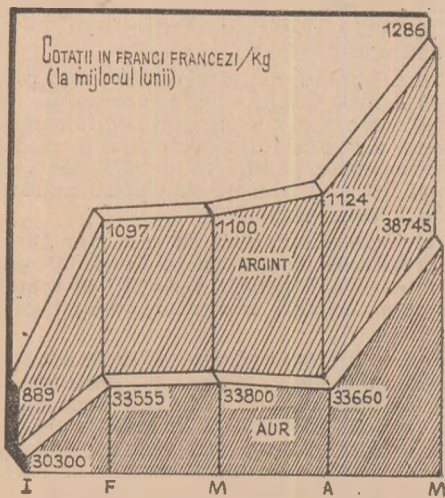 COTAŢII IN FRANCI FRANCEZI/Kg
(la mijlocul lunii)
1286
1097
1100
1124
38745
ARGINT
889
33555
33800
33660
AUR
30300
I F M A M